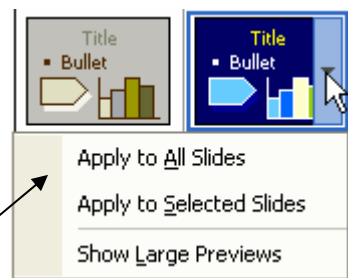 Title
Bullet
Title
Bullet
Apply to All Slides
Apply to Selected Slides
Show Large Previews